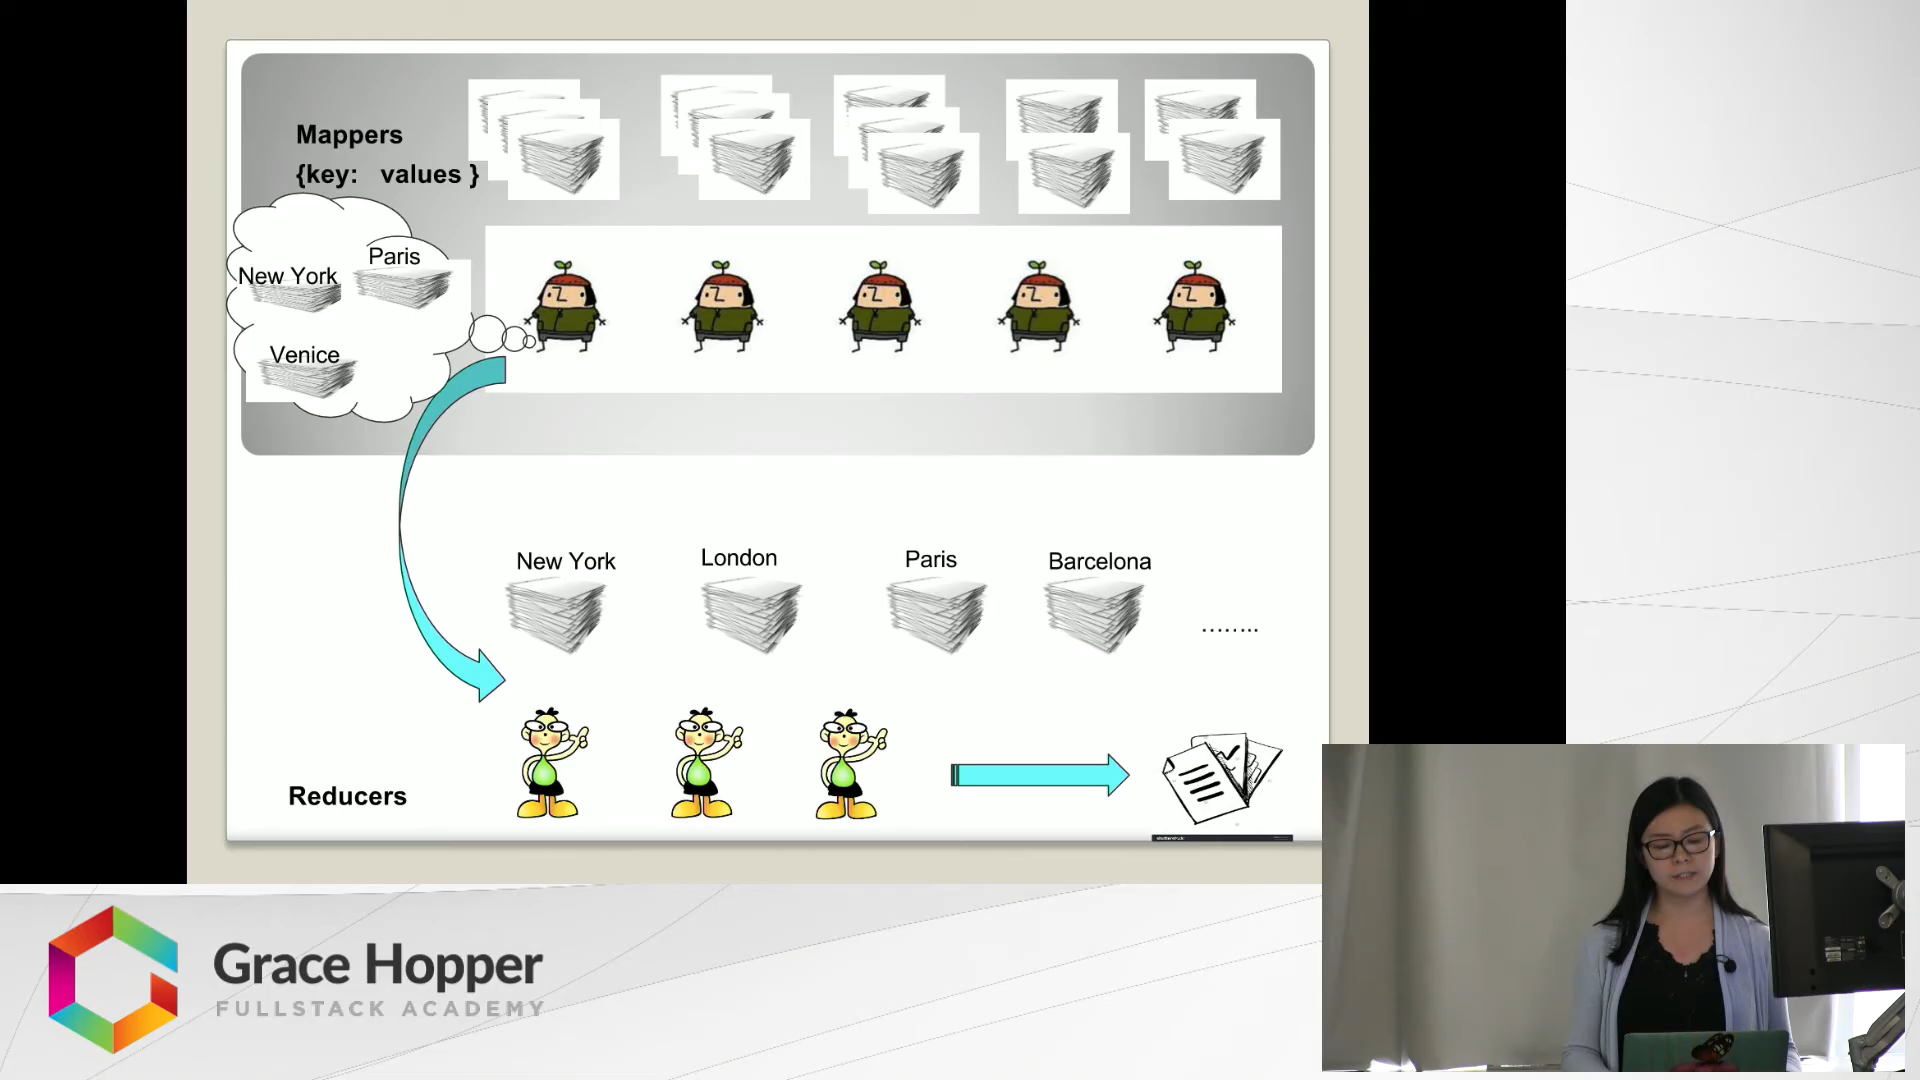 Mappers
{key: values }
New York
Paris
Venice
New York
London
Paris
Barcelona
........
Reducers
Grace Hopper
FULLSTACK ACADEMY